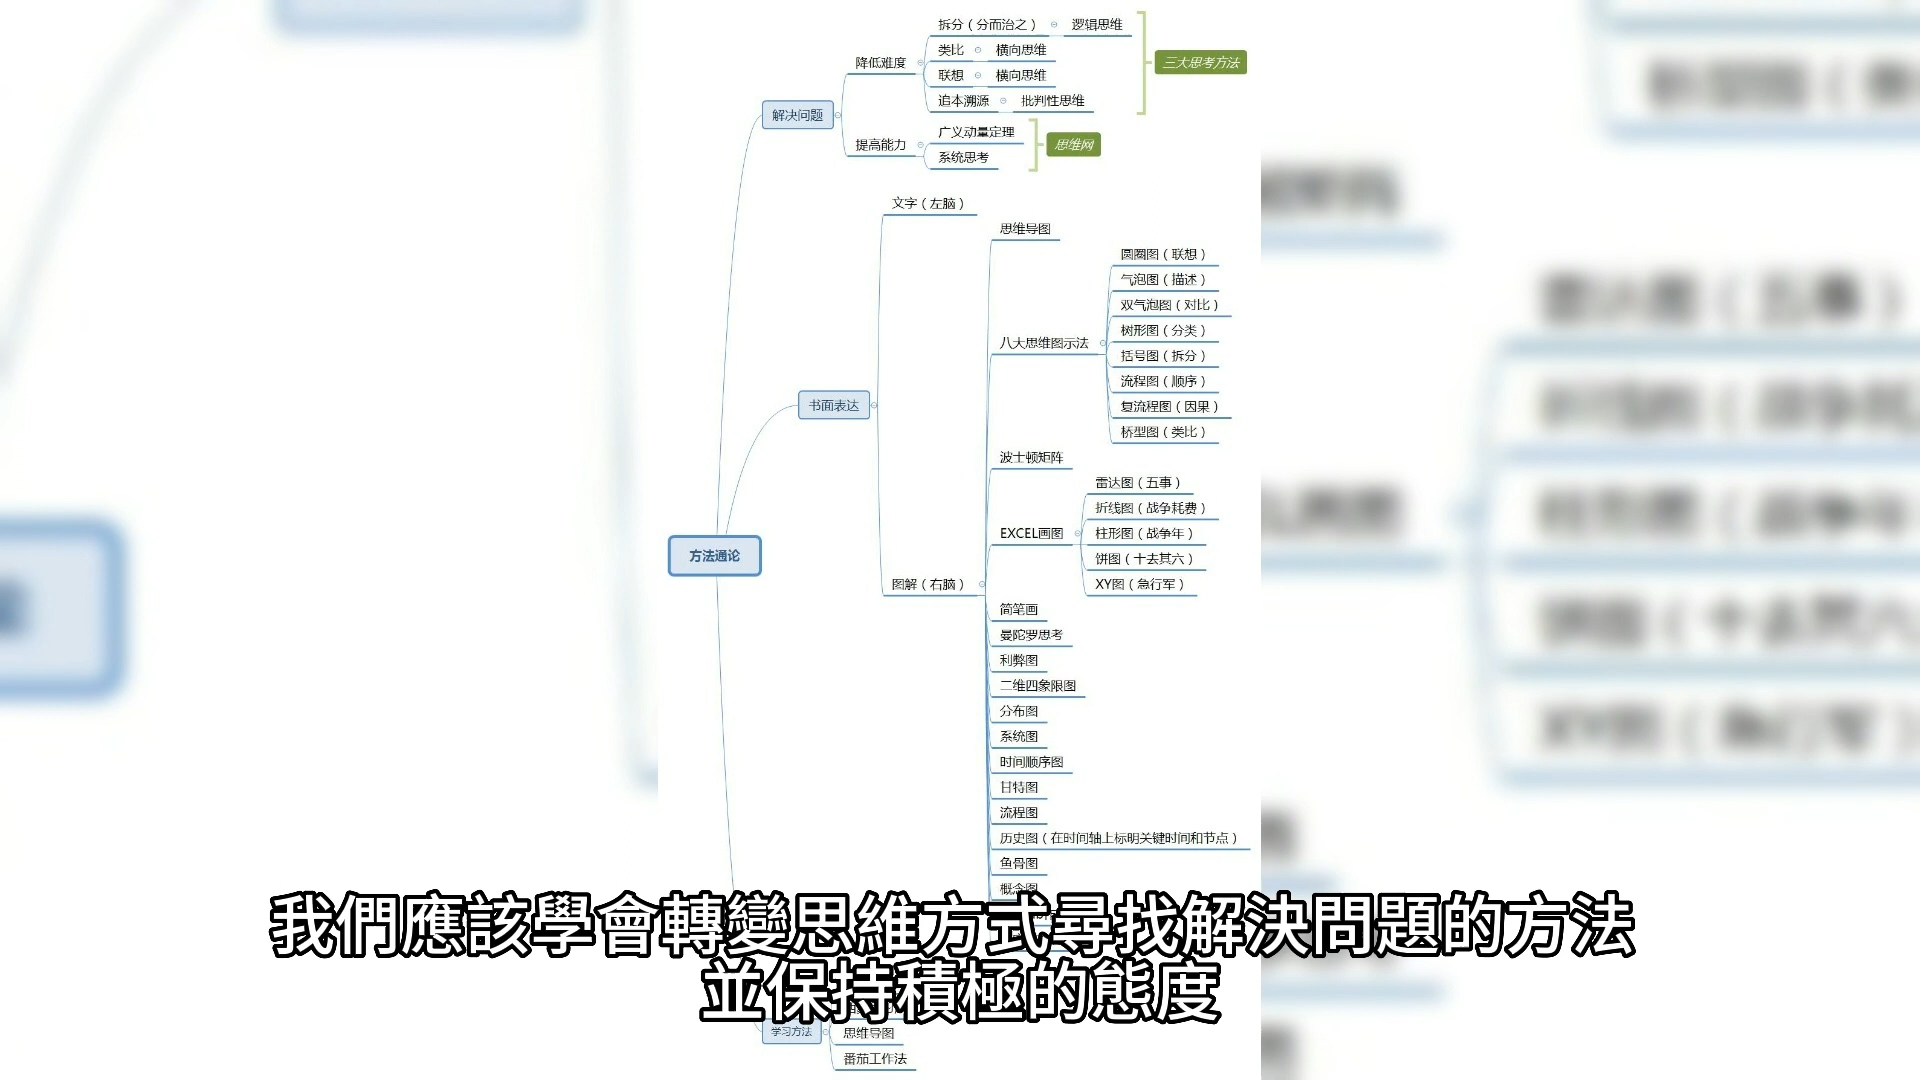 拆分（分而治之）
逻辑思维
类比
横向思维
联想
横向思维
追本溯源
批判性思维
三大思考方法
降低难度
解决问题
提高能力
广义动量定理
系统思考
思维网
文字（左脑）
思维导图
圆圈图（联想）
气泡图（描述）
双气泡图（对比）
树形图（分类）
八大思维图示法
括号图（拆分）
流程图（顺序）
复流程图（因果）
桥型图（类比）
书面表达
波士顿矩阵
雷达图（五事）
折线图（战争耗费）
EXCEL画图
柱形图（战争年）
饼图（十去其六）
XY图（急行军）
方法通论
图解（右脑）
简笔画
曼陀罗思考
利弊图
二维四象限图
分布图
系统图
时间顺序图
甘特图
流程图
历史图（在时间轴上标明关键时间和节点）
鱼骨图
概念图
我們應該學會轉變思維方式尋找解決問題的方法
並保持積極的態度
学习方法
思维导图
番茄工作法